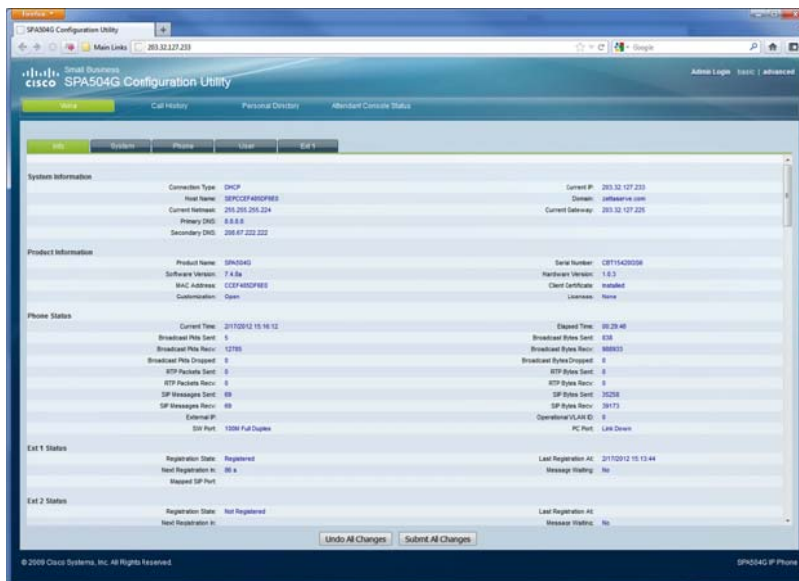 Firefox
SPA504G Configuration Utility
Main Links 203.32.127.233 Google
cisco Small Business
SPA504G Configuration Utility
Admin Login basic | advanced
Voice Call History Personal Directory Attendant Console Status
Info System Phone User Ext 1
System Information
Connection Type: DHCP Current IP: 203.32.127.233
Host Name: Domain: zettaserve.com
Current Netmask: 255.255.255.224 Current Gateway: 203.32.127.225
Primary DNS: 8.8.8.8
Secondary DNS: 208.67.222.222
Product Information
Product Name: SPA504G Serial Number:
Software Version: 7.4.9a Hardware Version: 1.0.3
MAC Address: Client Certificate: Installed
Customization: Open Licenses: None
Phone Status
Current Time: 2/17/2012 15:16:12 Elapsed Time: 00:29:46
Broadcast Pkts Sent: 5 Broadcast Bytes Sent: 838
Broadcast Pkts Recv: 12785 Broadcast Bytes Recv:
Broadcast Pkts Dropped: 0 Broadcast Bytes Dropped: 0
RTP Packets Sent: 0 RTP Bytes Sent: 0
RTP Packets Recv: 0 RTP Bytes Recv: 0
SIP Messages Sent: 69 SIP Bytes Sent: 35258
SIP Messages Recv: 69 SIP Bytes Recv: 39173
External IP: Operational VLAN ID: 0
SW Port: 100M Full Duplex PC Port: Link Down
Ext 1 Status
Registration State: Registered Last Registration At: 2/17/2012 15:13:44
Next Registration In: 86 s Message Waiting: No
Mapped SIP Port:
Ext 2 Status
Registration State: Not Registered Last Registration At:
Next Registration In: Message Waiting: No
Undo All Changes Submit All Changes
© 2009 Cisco Systems, Inc. All Rights Reserved. SPA504G IP Phone